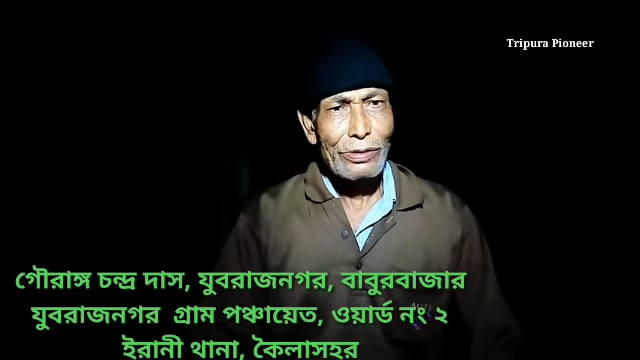 Tripura Pioneer
গৌরাঙ্গ চন্দ্র দাস, যুবরাজনগর, বাবুরবাজার
যুবরাজনগর গ্রাম পঞ্চায়েত, ওয়ার্ড নং ২
ইরানী থানা, কৈলাসহর